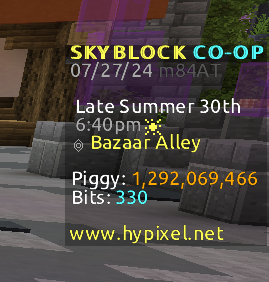 SKYBLOCK CO-OP
07/27/24 m84AT
Late Summer 30th
6:40pm
Bazaar Alley
Piggy: 1,292,069,466
Bits: 330
www.hypixel.net